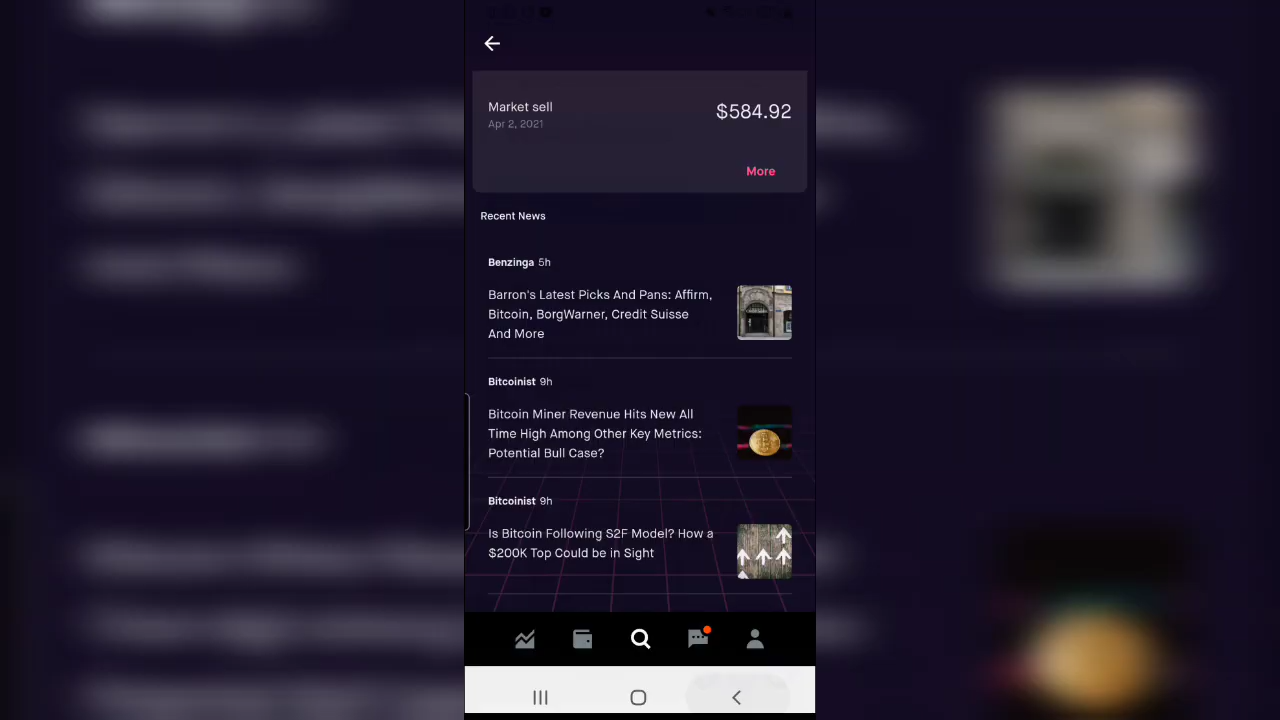 Market sell
$584.92
Apr 2, 2021
More
Recent News
Benzinga 5h
Barron's Latest Picks And Pans: Affirm,
Bitcoin, BorgWarner, Credit Suisse
And More
Bitcoinist 9h
Bitcoin Miner Revenue Hits New All
Time High Among Other Key Metrics:
Potential Bull Case?
Bitcoinist 9h
Is Bitcoin Following S2F Model? How a
$200K Top Could be in Sight